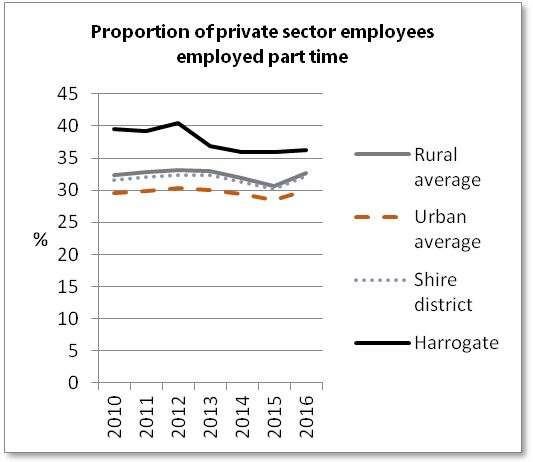 Proportion of private sector employees
employed part time
45
40
35
30
25
20
15
10
5
0
%
2010
2011
2012
2013
2014
2015
2016
Rural
average
Urban
average
Shire
district
Harrogate